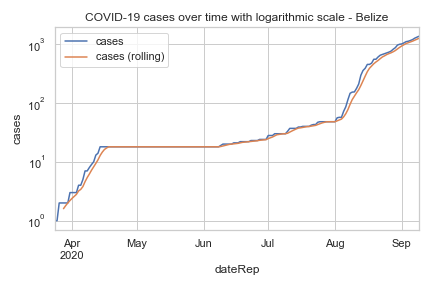 COVID-19 cases over time with logarithmic scale - Belize
cases
cases (rolling)
10³
10²
10¹
10⁰
cases
Apr
2020
May
Jun
Jul
Aug
Sep
dateRep